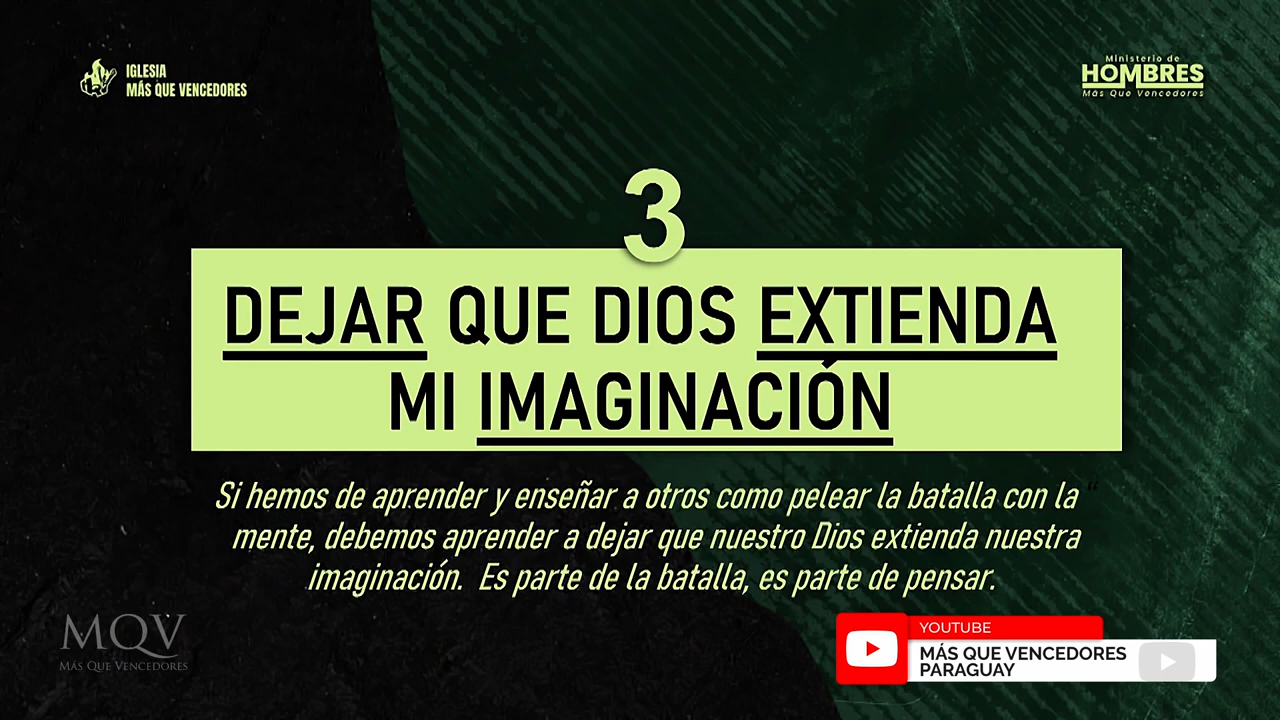 IGLESIA
MÁS QUE VENCEDORES
Ministerio de
HOMBRES
Más Que Vencedores
3
DEJAR QUE DIOS EXTIENDA
MI IMAGINACIÓN
Si hemos de aprender y enseñar a otros como pelear la batalla con la “
mente, debemos aprender a dejar que nuestro Dios extienda nuestra
imaginación. Es parte de la batalla, es parte de pensar.
MQV
MÁS QUE VENCEDORES
YOUTUBE
MÁS QUE VENCEDORES
PARAGUAY